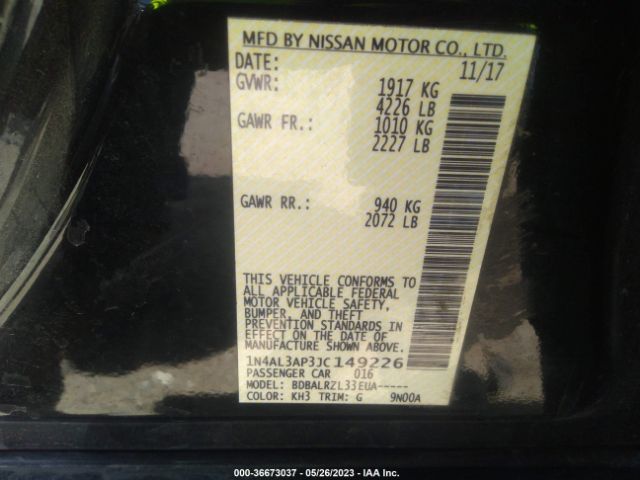 MFD BY NISSAN MOTOR CO., LTD.
DATE: 11/17
GVWR: 1917 KG
4226 LB
GAWR FR.: 1010 KG
2227 LB
GAWR RR.: 940 KG
2072 LB
THIS VEHICLE CONFORMS TO
ALL APPLICABLE FEDERAL
MOTOR VEHICLE SAFETY,
BUMPER, AND THEFT
PREVENTION STANDARDS IN
EFFECT ON THE DATE OF
MANUFACTURE SHOWN ABOVE.
1N4AL3AP3JC149226
PASSENGER CAR 016
MODEL: BDBALRZL33EUA-----
COLOR: KH3 TRIM: G 9N00A
000-36673037 - 05/26/2023 - IAA Inc.